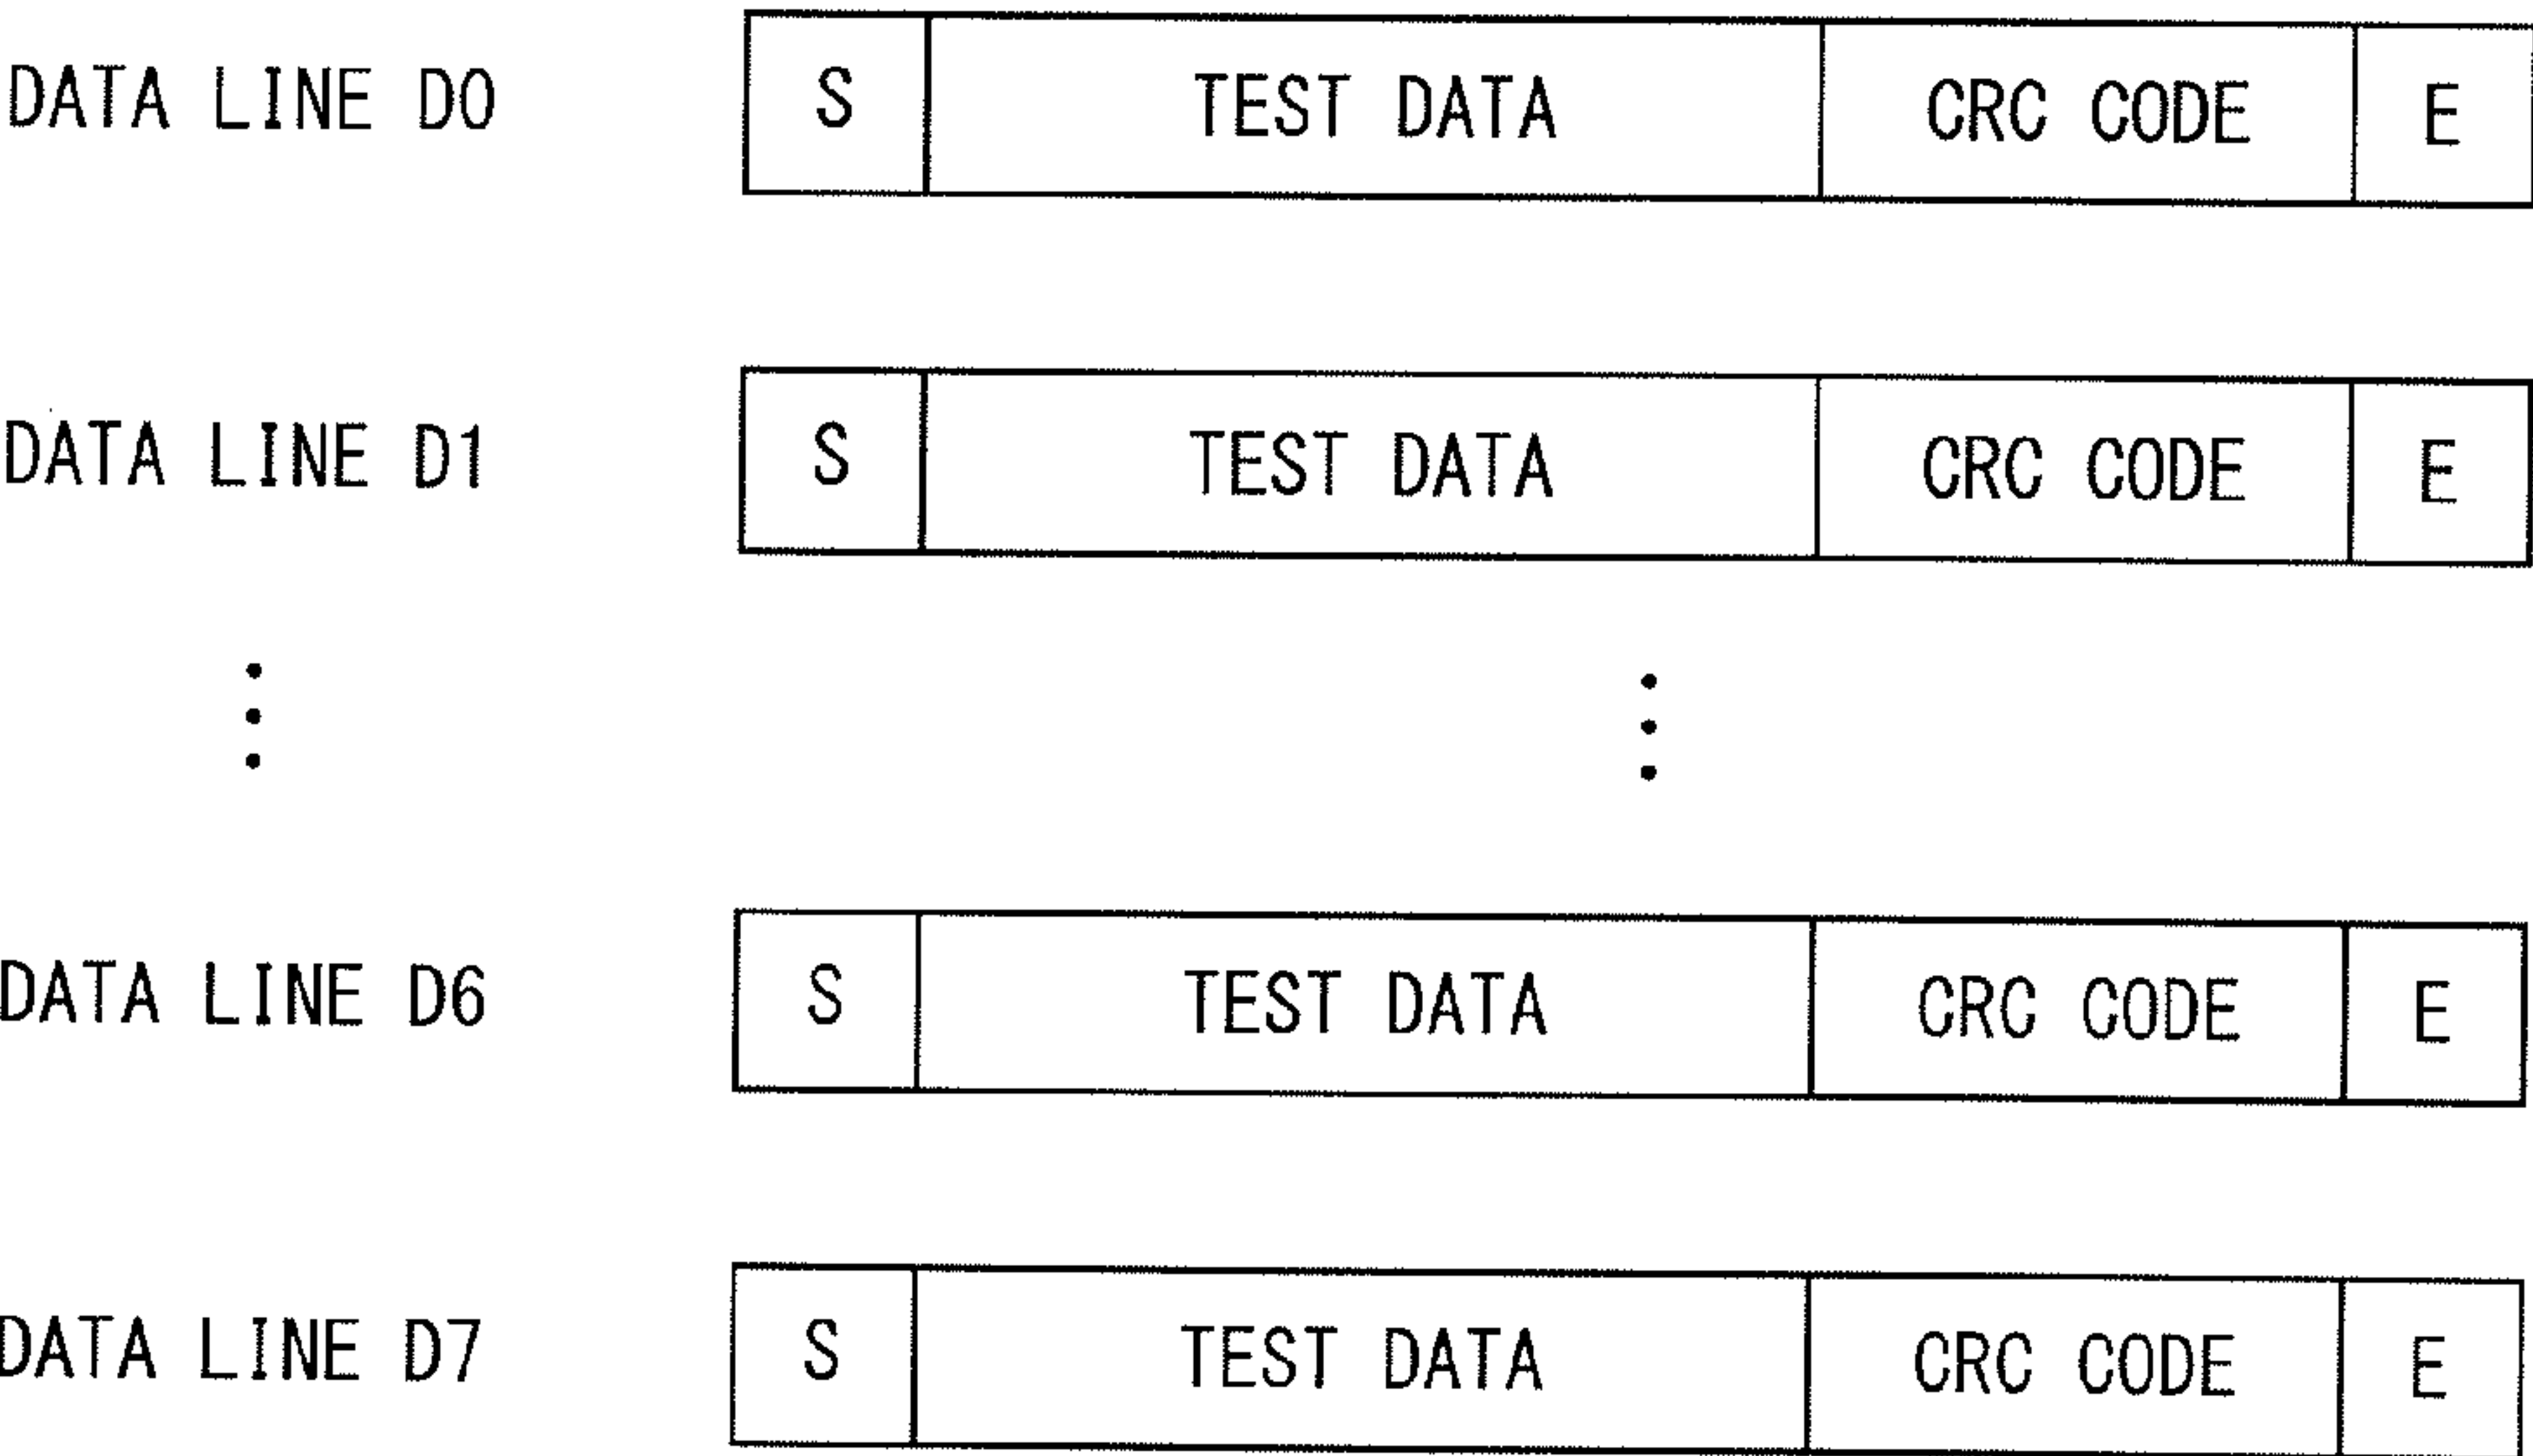 DATA LINE D0 S TEST DATA CRC CODE E
DATA LINE D1 S TEST DATA CRC CODE E
DATA LINE D6 S TEST DATA CRC CODE E
DATA LINE D7 S TEST DATA CRC CODE E